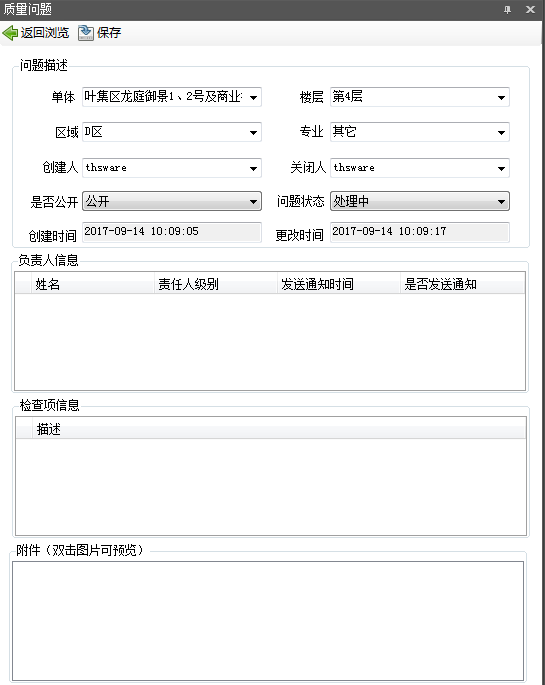 质量问题
返回浏览 保存
问题描述
单体 叶集区龙庭御景1、2号及商业 楼层 第4层
区域 D区 专业 其它
创建人 thsware 关闭人 thsware
是否公开 公开 问题状态 处理中
创建时间 2017-09-14 10:09:05 更改时间 2017-09-14 10:09:17
负责人信息
姓名 责任人级别 发送通知时间 是否发送通知
检查项信息
描述
附件（双击图片可预览）